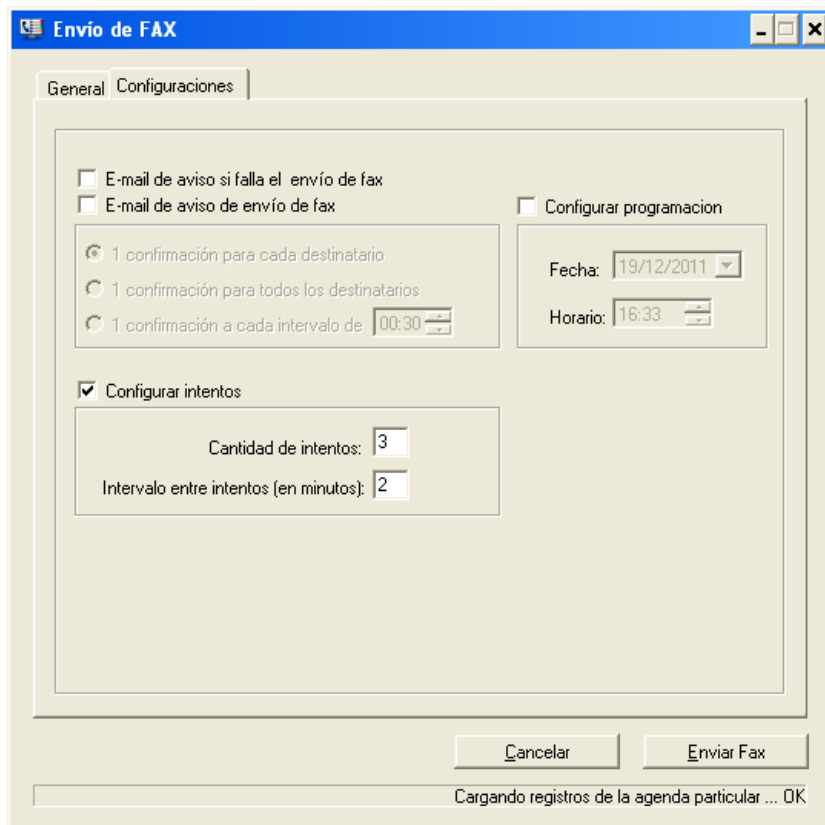 Envío de FAX
General Configuraciones
E-mail de aviso si falla el envío de fax
E-mail de aviso de envío de fax
1 confirmación para cada destinatario
1 confirmación para todos los destinatarios
1 confirmación a cada intervalo de 00:30
Configurar programacion
Fecha: 19/12/2011
Horario: 16:33
Configurar intentos
Cantidad de intentos: 3
Intervalo entre intentos (en minutos): 2
Cancelar Enviar Fax
Cargando registros de la agenda particular ... OK